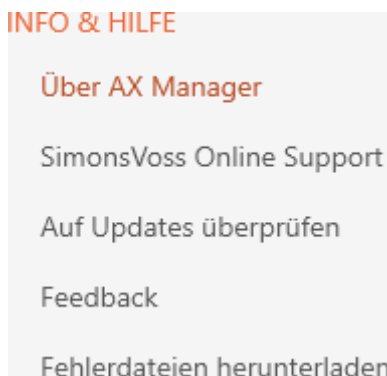 INFO & HILFE
Über AX Manager
SimonsVoss Online Support
Auf Updates überprüfen
Feedback
Fehlerdateien herunterladen